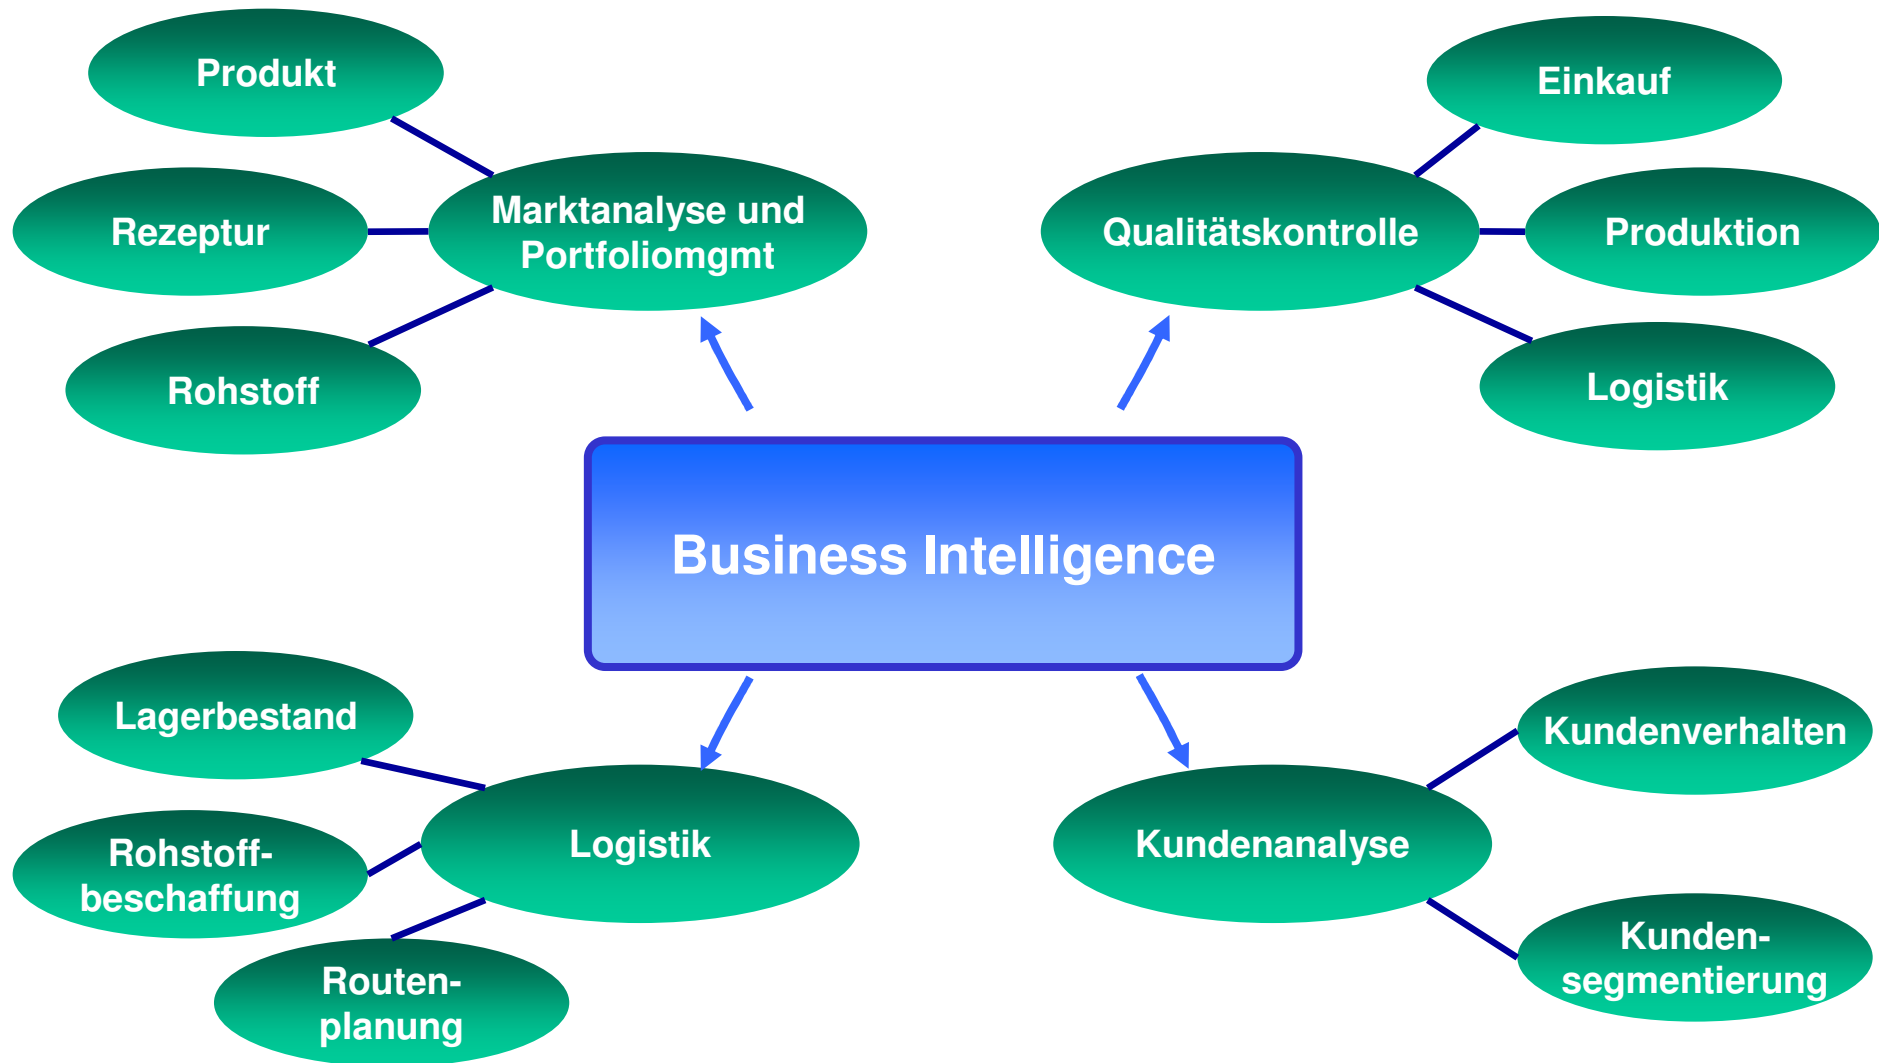 Produkt
Einkauf
Marktanalyse und
Portfoliomgmt
Rezeptur
Qualitätskontrolle
Produktion
Rohstoff
Logistik
Business Intelligence
Lagerbestand
Kundenverhalten
Logistik
Kundenanalyse
Rohstoff-
beschaffung
Kunden-
segmentierung
Routen-
planung